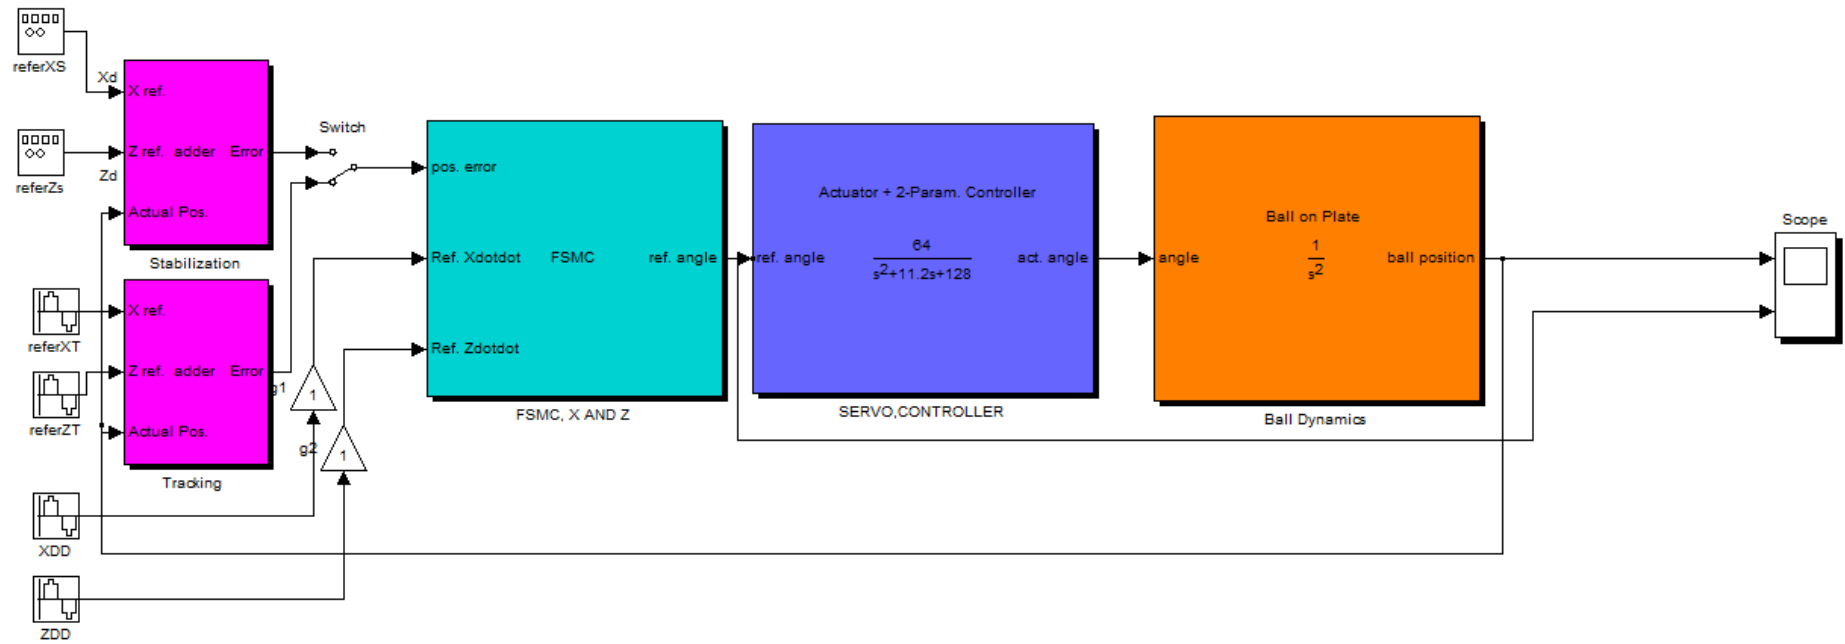 referXS
Xd
X ref.
Z ref. adder Error
Zd
referZs
Actual Pos.
Stabilization
Switch
X ref.
referXT
Z ref. adder Error
referZT
Actual Pos.
Tracking
g1
1
g2
1
XDD
ZDD
pos. error
Ref. Xdotdot FSMC ref. angle
Ref. Zdotdot
FSMC, X AND Z
Actuator + 2-Param. Controller
ref. angle
64
s2+11.2s+128
act. angle
SERVO,CONTROLLER
Ball on Plate
angle
1
s2
ball position
Ball Dynamics
Scope